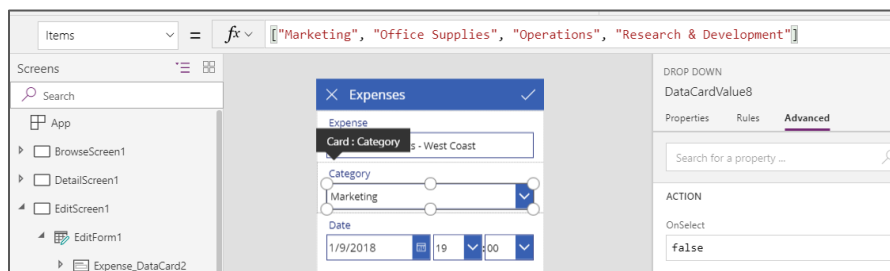 Items = fx ["Marketing", "Office Supplies", "Operations", "Research & Development"]
Screens
Search
App
BrowseScreen1
DetailScreen1
EditScreen1
EditForm1
Expense_DataCard2
Expenses
Expense
Card : Category
s - West Coast
Category
Marketing
Date
1/9/2018 19 : 00
DROP DOWN
DataCardValue8
Properties Rules Advanced
Search for a property ...
ACTION
OnSelect
false